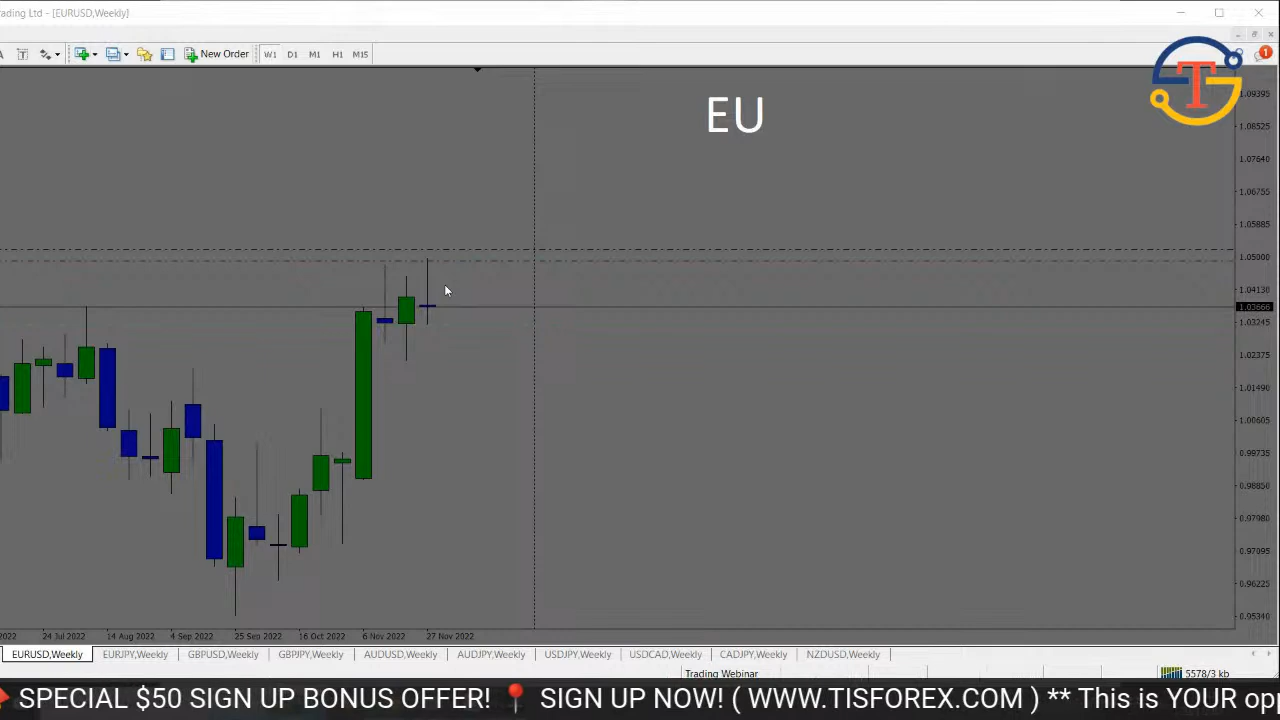 rading Ltd - [EURUSD,Weekly]
A T New Order W1 D1 M1 H1 M15
1
T
EU
1.09395
1.08525
1.07640
1.06755
1.05885
1.05000
1.04130
1.03666
1.03245
1.02375
1.01490
1.00605
0.99735
0.98850
0.97980
0.97095
0.96225
0.95340
2022 24 Jul 2022 14 Aug 2022 4 Sep 2022 25 Sep 2022 16 Oct 2022 6 Nov 2022 27 Nov 2022
EURUSD,Weekly EURJPY,Weekly GBPUSD,Weekly GBPJPY,Weekly AUDUSD,Weekly AUDJPY,Weekly USDJPY,Weekly USDCAD,Weekly CADJPY,Weekly NZDUSD,Weekly
Trading Webinar 5578/3 kb
SPECIAL $50 SIGN UP BONUS OFFER! 📍 SIGN UP NOW! ( WWW.TISFOREX.COM ) ** This is YOUR op